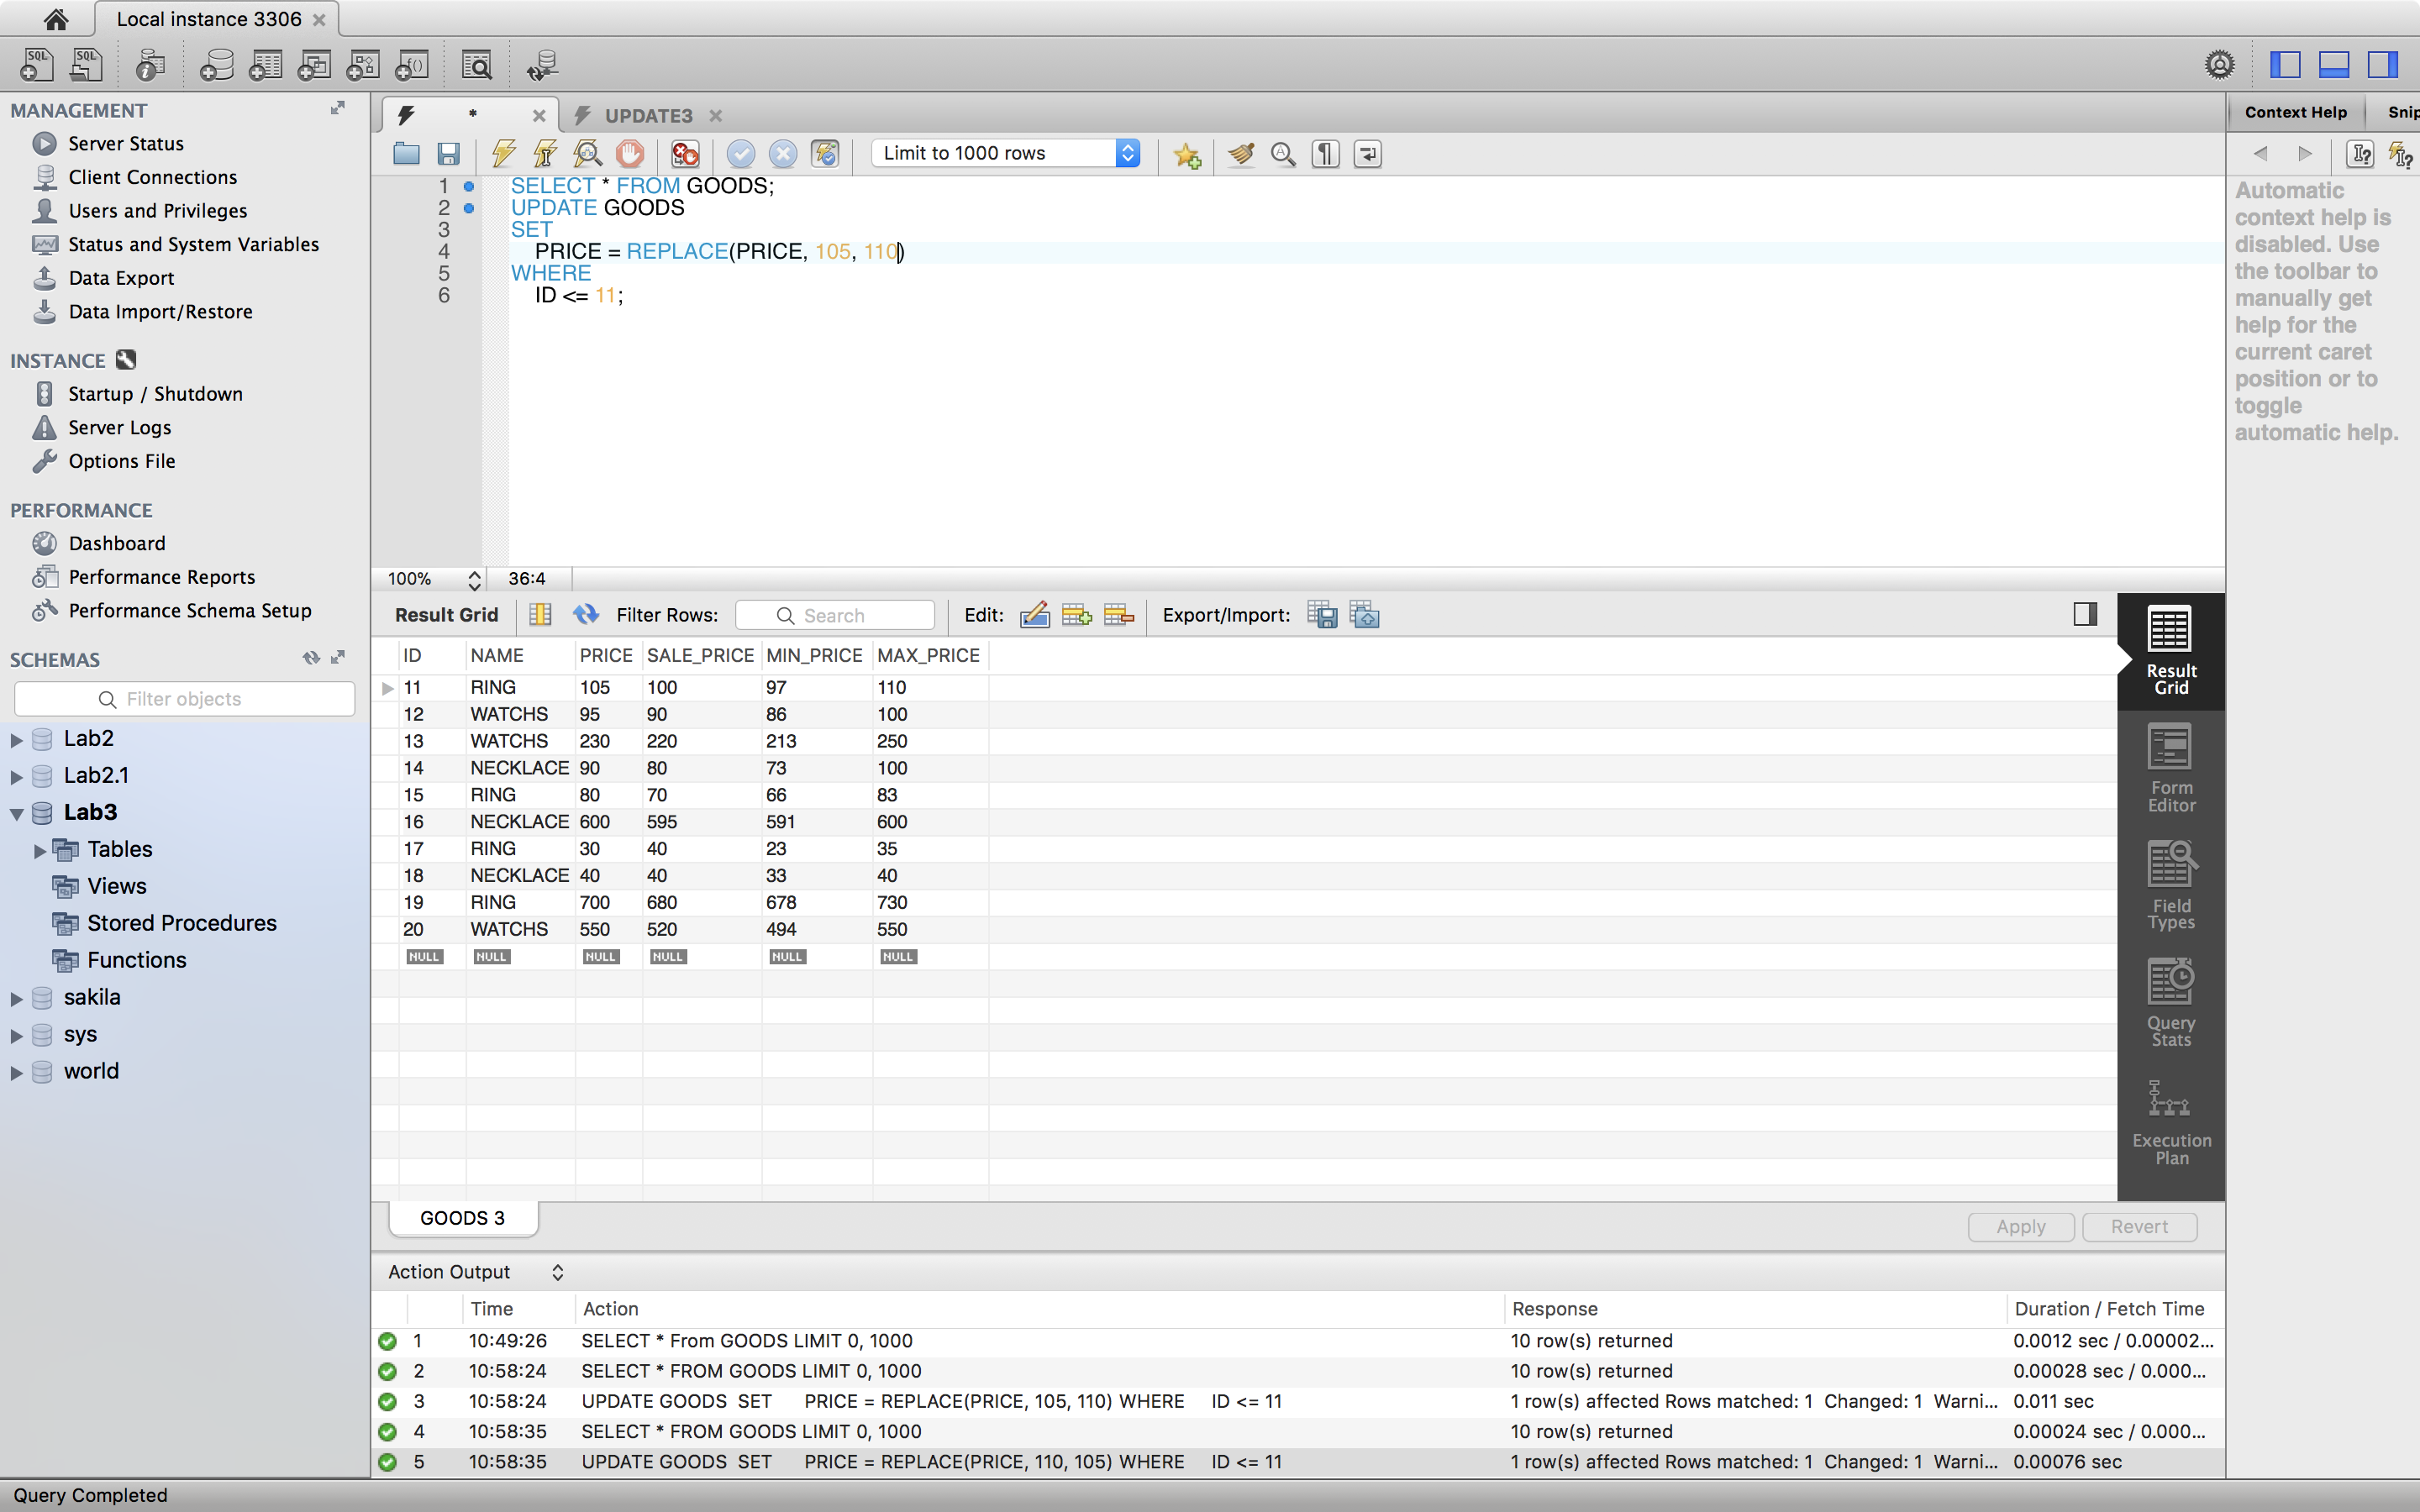 Local instance 3306
MANAGEMENT
Server Status
Client Connections
Users and Privileges
Status and System Variables
Data Export
Data Import/Restore
INSTANCE
Startup / Shutdown
Server Logs
Options File
PERFORMANCE
Dashboard
Performance Reports
Performance Schema Setup
SCHEMAS
Filter objects
Lab2
Lab2.1
Lab3
Tables
Views
Stored Procedures
Functions
sakila
sys
world
* UPDATE3
Limit to 1000 rows
1 SELECT * FROM GOODS;
2 UPDATE GOODS
3 SET
4 PRICE = REPLACE(PRICE, 105, 110)
5 WHERE
6 ID <= 11;
100% 36:4
Result Grid Filter Rows: Search Edit: Export/Import:
ID NAME PRICE SALE_PRICE MIN_PRICE MAX_PRICE
11 RING 105 100 97 110
12 WATCHS 95 90 86 100
13 WATCHS 230 220 213 250
14 NECKLACE 90 80 73 100
15 RING 80 70 66 83
16 NECKLACE 600 595 591 600
17 RING 30 40 23 35
18 NECKLACE 40 40 33 40
19 RING 700 680 678 730
20 WATCHS 550 520 494 550
NULL NULL NULL NULL NULL NULL
Result
Grid
Form
Editor
Field
Types
Query
Stats
Execution
Plan
GOODS 3
Apply Revert
Action Output
Time Action Response Duration / Fetch Time
1 10:49:26 SELECT * From GOODS LIMIT 0, 1000 10 row(s) returned 0.0012 sec / 0.00002...
2 10:58:24 SELECT * FROM GOODS LIMIT 0, 1000 10 row(s) returned 0.00028 sec / 0.000...
3 10:58:24 UPDATE GOODS SET PRICE = REPLACE(PRICE, 105, 110) WHERE ID <= 11 1 row(s) affected Rows matched: 1 Changed: 1 Warni... 0.011 sec
4 10:58:35 SELECT * FROM GOODS LIMIT 0, 1000 10 row(s) returned 0.00024 sec / 0.000...
5 10:58:35 UPDATE GOODS SET PRICE = REPLACE(PRICE, 110, 105) WHERE ID <= 11 1 row(s) affected Rows matched: 1 Changed: 1 Warni... 0.00076 sec
Context Help Snip
Automatic
context help is
disabled. Use
the toolbar to
manually get
help for the
current caret
position or to
toggle
automatic help.
Query Completed